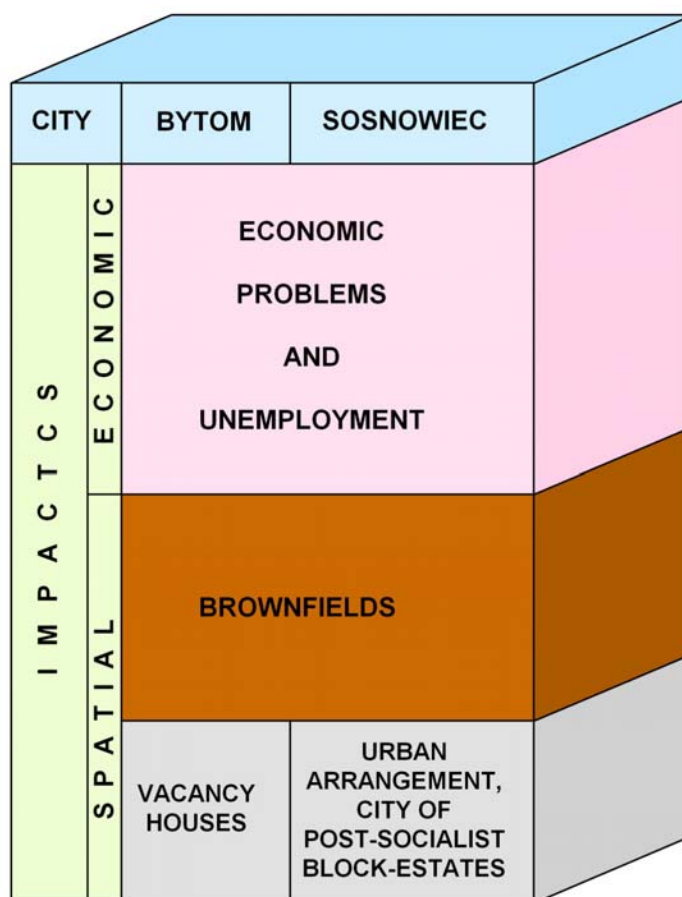 CITY BYTOM SOSNOWIEC
IMPACTCS
ECONOMIC
ECONOMIC
PROBLEMS
AND
UNEMPLOYMENT
SPATIAL
BROWNFIELDS
VACANCY
HOUSES
URBAN
ARRANGEMENT,
CITY OF
POST-SOCIALIST
BLOCK-ESTATES